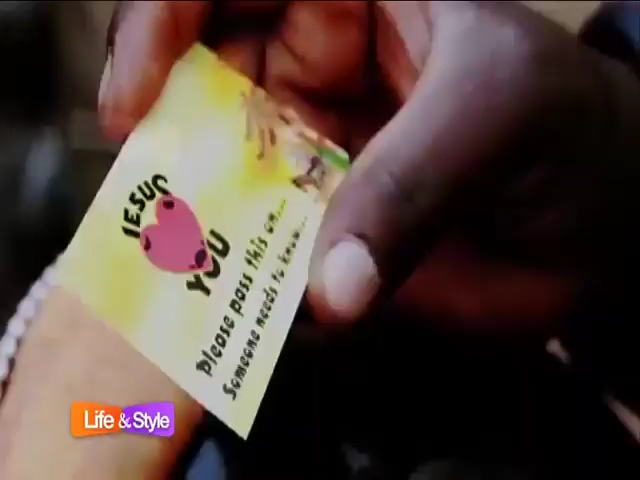 JESUS
YOU
Please pass this on...
Someone needs to know...
Life & Style